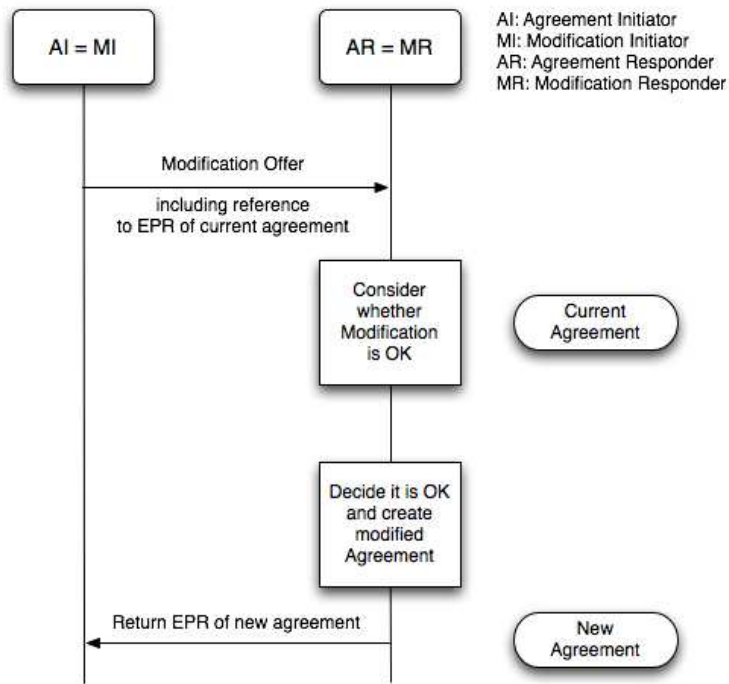 AI = MI
AR = MR
AI: Agreement Initiator
MI: Modification Initiator
AR: Agreement Responder
MR: Modification Responder
Modification Offer
including reference
to EPR of current agreement
Consider
whether
Modification
is OK
Current
Agreement
Decide it is OK
and create
modified
Agreement
Return EPR of new agreement
New
Agreement